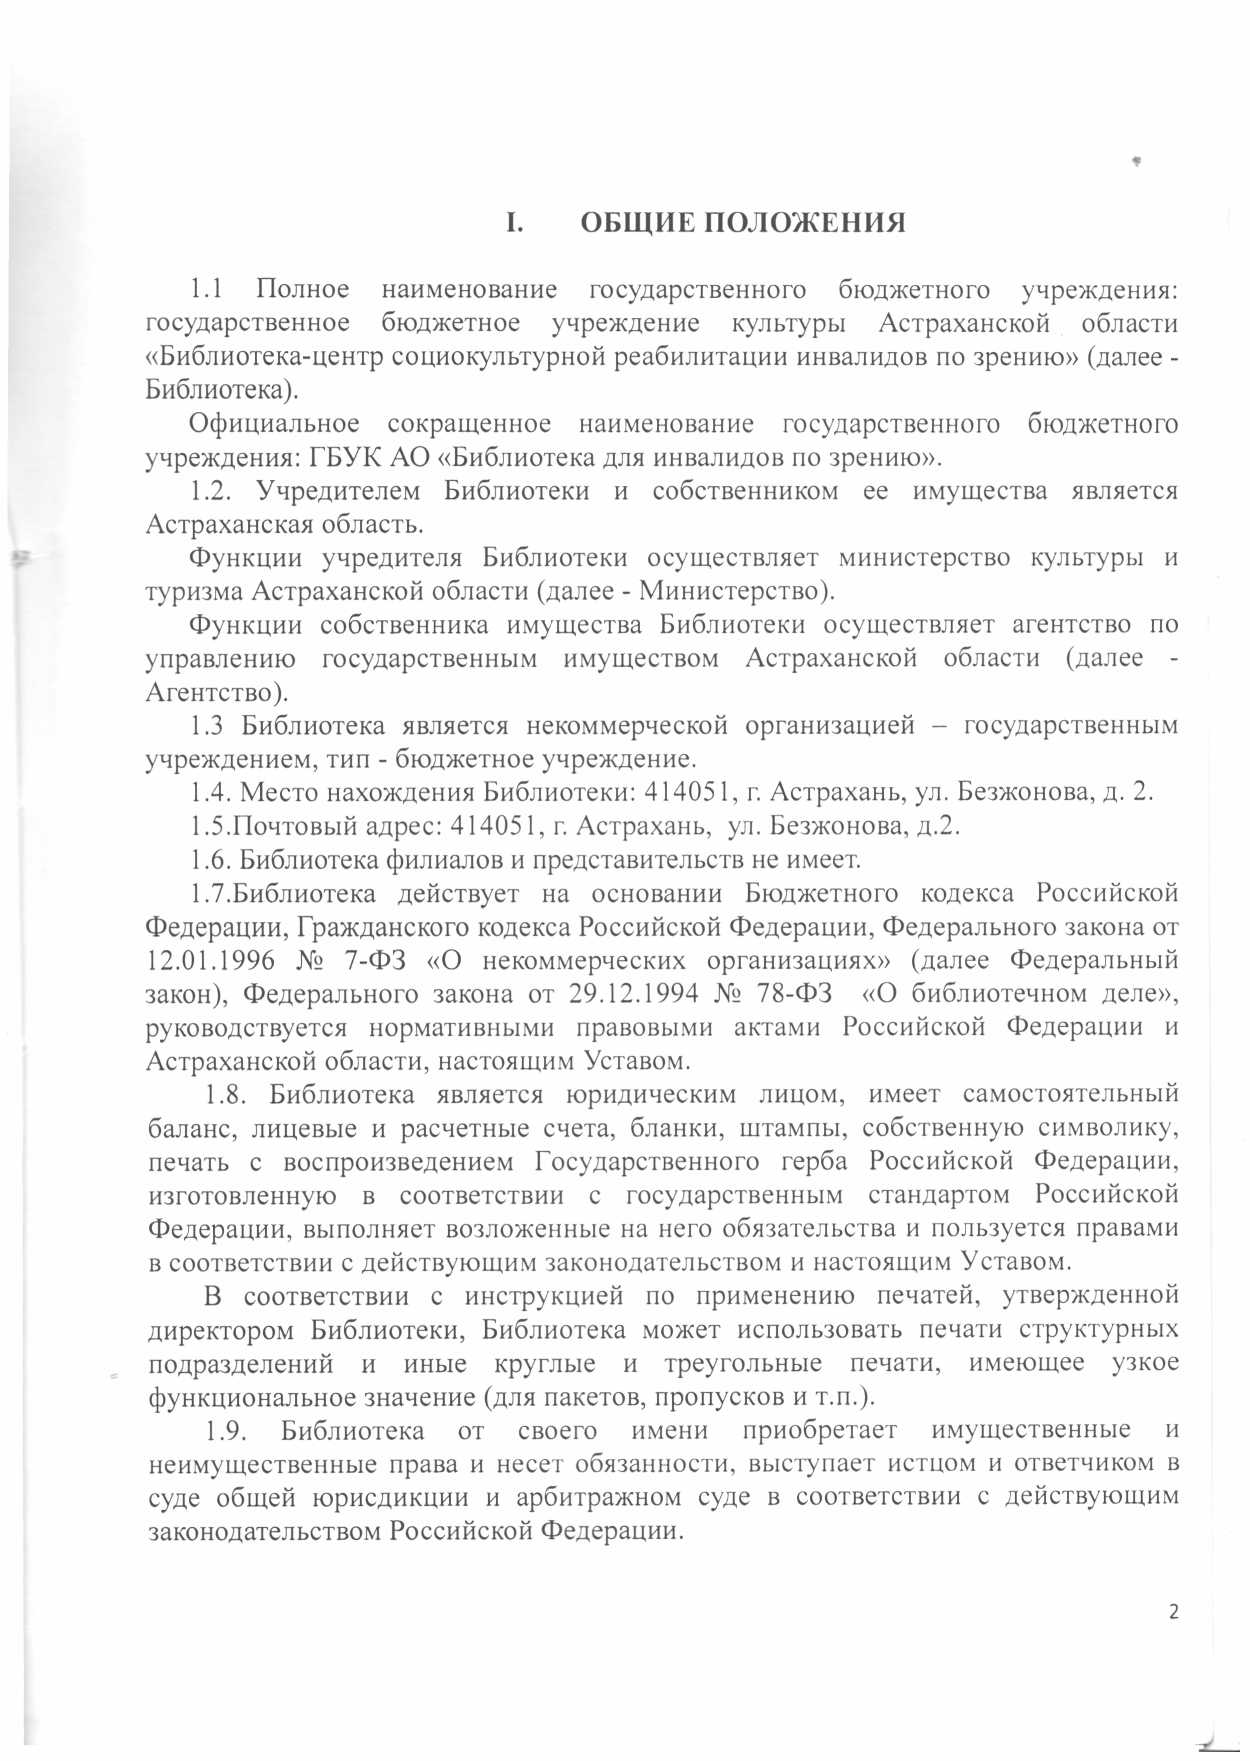 I. ОБЩИЕ ПОЛОЖЕНИЯ
1.1 Полное наименование государственного бюджетного учреждения:
государственное бюджетное учреждение культуры Астраханской области
«Библиотека-центр социокультурной реабилитации инвалидов по зрению» (далее -
Библиотека).
Официальное сокращенное наименование государственного бюджетного
учреждения: ГБУК АО «Библиотека для инвалидов по зрению».
1.2. Учредителем Библиотеки и собственником ее имущества является
Астраханская область.
Функции учредителя Библиотеки осуществляет министерство культуры и
туризма Астраханской области (далее - Министерство).
Функции собственника имущества Библиотеки осуществляет агентство по
управлению государственным имуществом Астраханской области (далее -
Агентство).
1.3 Библиотека является некоммерческой организацией – государственным
учреждением, тип - бюджетное учреждение.
1.4. Место нахождения Библиотеки: 414051, г. Астрахань, ул. Безжонова, д. 2.
1.5.Почтовый адрес: 414051, г. Астрахань, ул. Безжонова, д.2.
1.6. Библиотека филиалов и представительств не имеет.
1.7.Библиотека действует на основании Бюджетного кодекса Российской
Федерации, Гражданского кодекса Российской Федерации, Федерального закона от
12.01.1996 № 7-ФЗ «О некоммерческих организациях» (далее Федеральный
закон), Федерального закона от 29.12.1994 № 78-ФЗ «О библиотечном деле»,
руководствуется нормативными правовыми актами Российской Федерации и
Астраханской области, настоящим Уставом.
1.8. Библиотека является юридическим лицом, имеет самостоятельный
баланс, лицевые и расчетные счета, бланки, штампы, собственную символику,
печать с воспроизведением Государственного герба Российской Федерации,
изготовленную в соответствии с государственным стандартом Российской
Федерации, выполняет возложенные на него обязательства и пользуется правами
в соответствии с действующим законодательством и настоящим Уставом.
В соответствии с инструкцией по применению печатей, утвержденной
директором Библиотеки, Библиотека может использовать печати структурных
подразделений и иные круглые и треугольные печати, имеющее узкое
функциональное значение (для пакетов, пропусков и т.п.).
1.9. Библиотека от своего имени приобретает имущественные и
неимущественные права и несет обязанности, выступает истцом и ответчиком в
суде общей юрисдикции и арбитражном суде в соответствии с действующим
законодательством Российской Федерации.
2